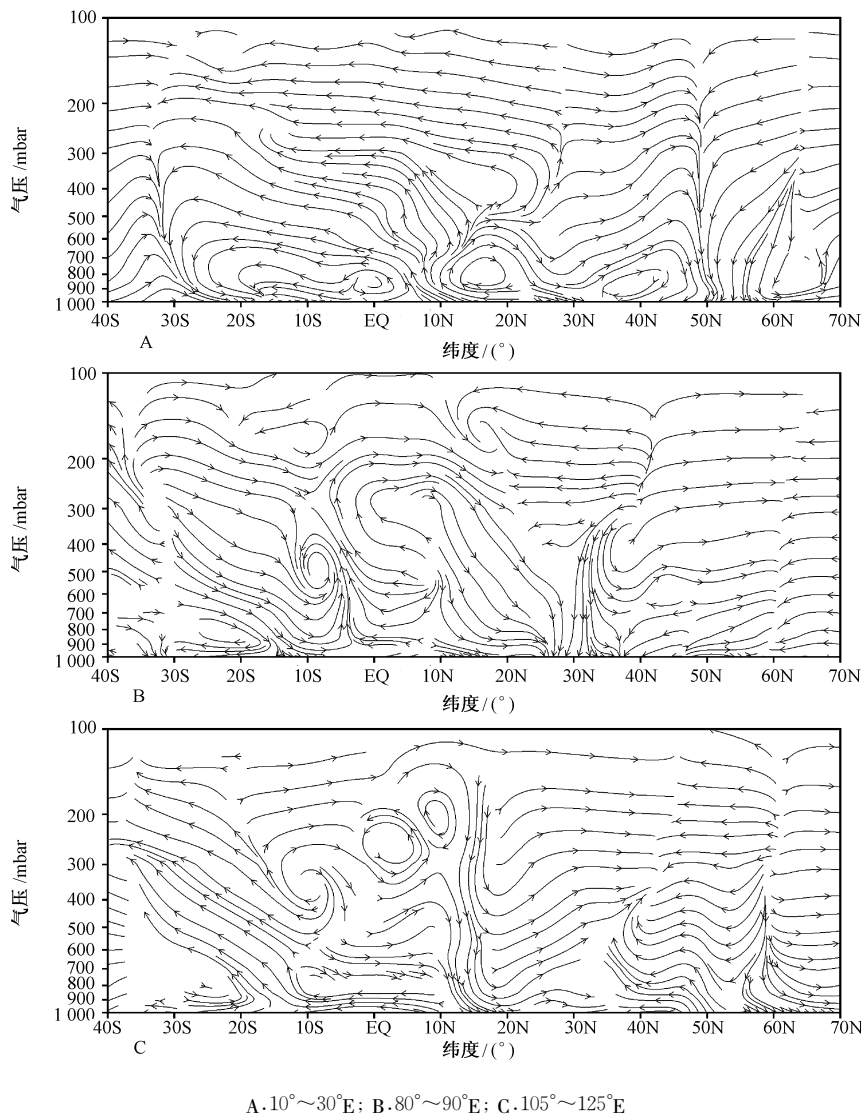 100
200
300
400
500
600
700
800
900
1 000
气压 /mbar
40S 30S 20S 10S EQ 10N 20N 30N 40N 50N 60N 70N
A
纬度/(°)
100
200
300
400
500
600
700
800
900
1 000
气压 /mbar
40S 30S 20S 10S EQ 10N 20N 30N 40N 50N 60N 70N
B
纬度/(°)
100
200
300
400
500
600
700
800
900
1 000
气压 /mbar
40S 30S 20S 10S EQ 10N 20N 30N 40N 50N 60N 70N
C
纬度/(°)
A.10°～30°E; B.80°～90°E; C.105°～125°E